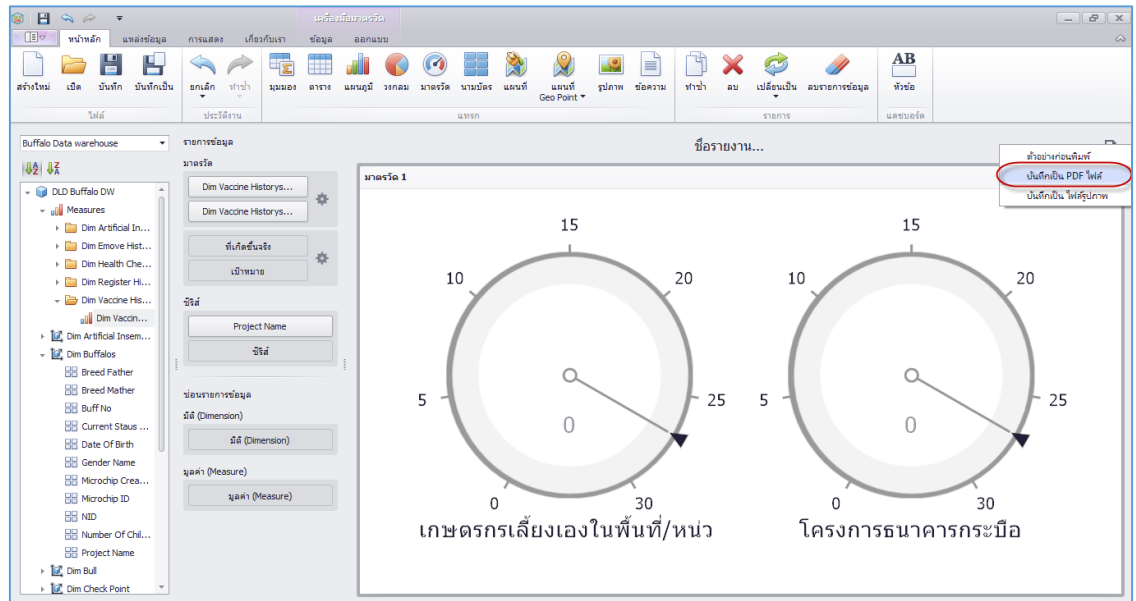 เครื่องมือมาตรวัด
หน้าหลัก แหล่งข้อมูล การแสดง เกี่ยวกับเรา ข้อมูล ออกแบบ
สร้างใหม่ เปิด บันทึก บันทึกเป็น ยกเลิก ทำซ้ำ มุมมอง ตาราง แผนภูมิ วงกลม มาตรวัด นามบัตร แผนที่ แผนที่ Geo Point รูปภาพ ข้อความ ทำซ้ำ ลบ เปลี่ยนเป็น ลบรายการข้อมูล AB หัวข้อ
ไฟล์ ประวัติงาน แทรก รายการ แดชบอร์ด
Buffalo Data warehouse
DLD Buffalo DW
Measures
Dim Artificial In...
Dim Emove Hist...
Dim Health Che...
Dim Register Hi...
Dim Vaccine His...
Dim Vaccin...
Dim Artificial Insem...
Dim Buffalos
Breed Father
Breed Mather
Buff No
Current Staus ...
Date Of Birth
Gender Name
Microchip Crea...
Microchip ID
NID
Number Of Chil...
Project Name
Dim Bull
Dim Check Point
รายการข้อมูล
มาตรวัด
Dim Vaccine Historys...
Dim Vaccine Historys...
ที่เกิดขึ้นจริง
เป้าหมาย
ซิรีส์
Project Name
ซิรีส์
ซ่อนรายการข้อมูล
มิติ (Dimension)
มิติ (Dimension)
มูลค่า (Measure)
มูลค่า (Measure)
ชื่อรายงาน...
ตัวอย่างก่อนพิมพ์
บันทึกเป็น PDF ไฟล์
บันทึกเป็น ไฟล์รูปภาพ
มาตรวัด 1
0 5 10 15 20 25 30
0
เกษตรกรเลี้ยงเองในพื้นที่/หน่ว
0 5 10 15 20 25 30
0
โครงการธนาคารกระบือ